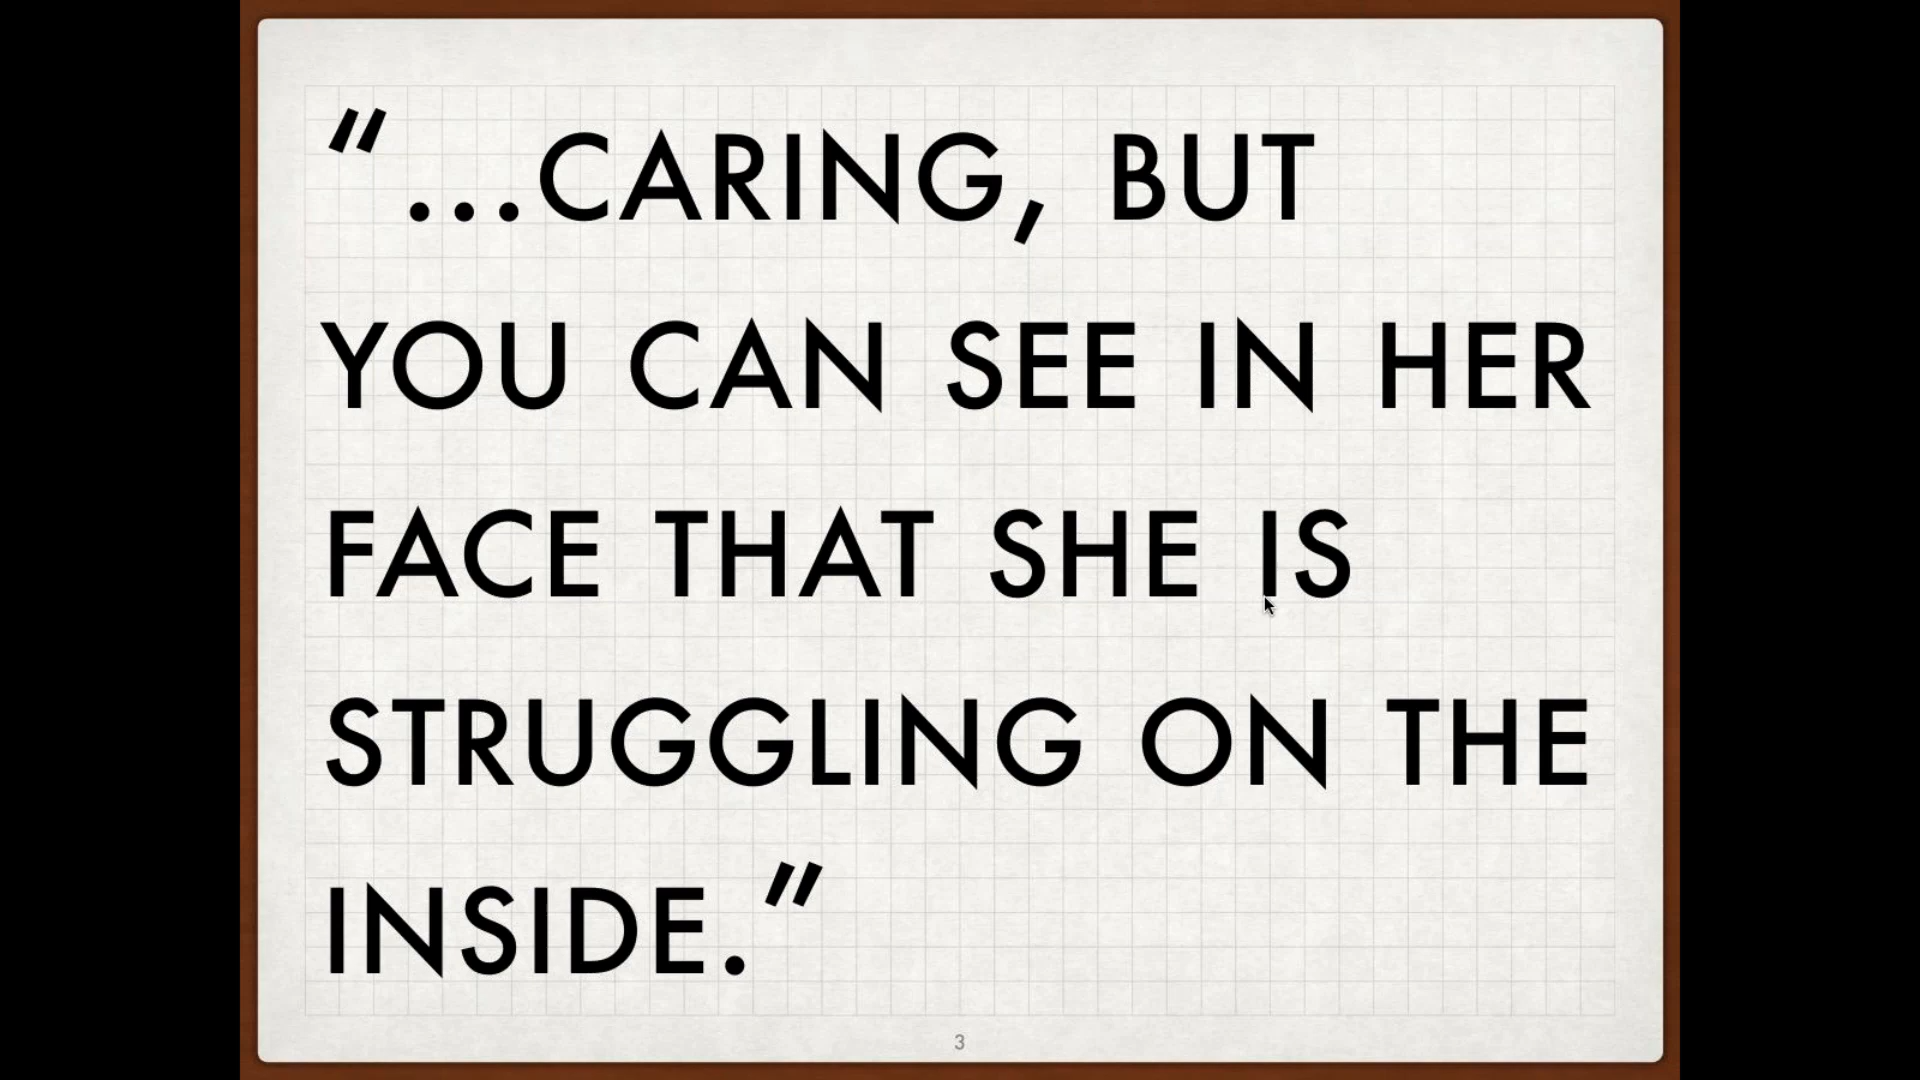 “…CARING, BUT
YOU CAN SEE IN HER
FACE THAT SHE IS
STRUGGLING ON THE
INSIDE.”
3